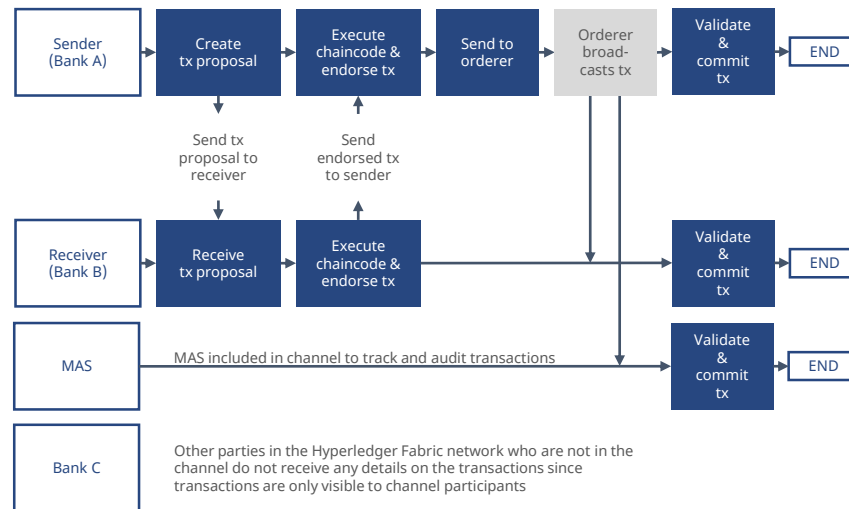 Sender
(Bank A)
Create
tx proposal
Execute
chaincode &
endorse tx
Send to
orderer
Orderer
broad-
casts tx
Validate
&
commit
tx
END
Send tx
proposal to
receiver
Send
endorsed tx
to sender
Receiver
(Bank B)
Receive
tx proposal
Execute
chaincode &
endorse tx
Validate
&
commit
tx
END
MAS
MAS included in channel to track and audit transactions
Validate
&
commit
tx
END
Bank C
Other parties in the Hyperledger Fabric network who are not in the
channel do not receive any details on the transactions since
transactions are only visible to channel participants